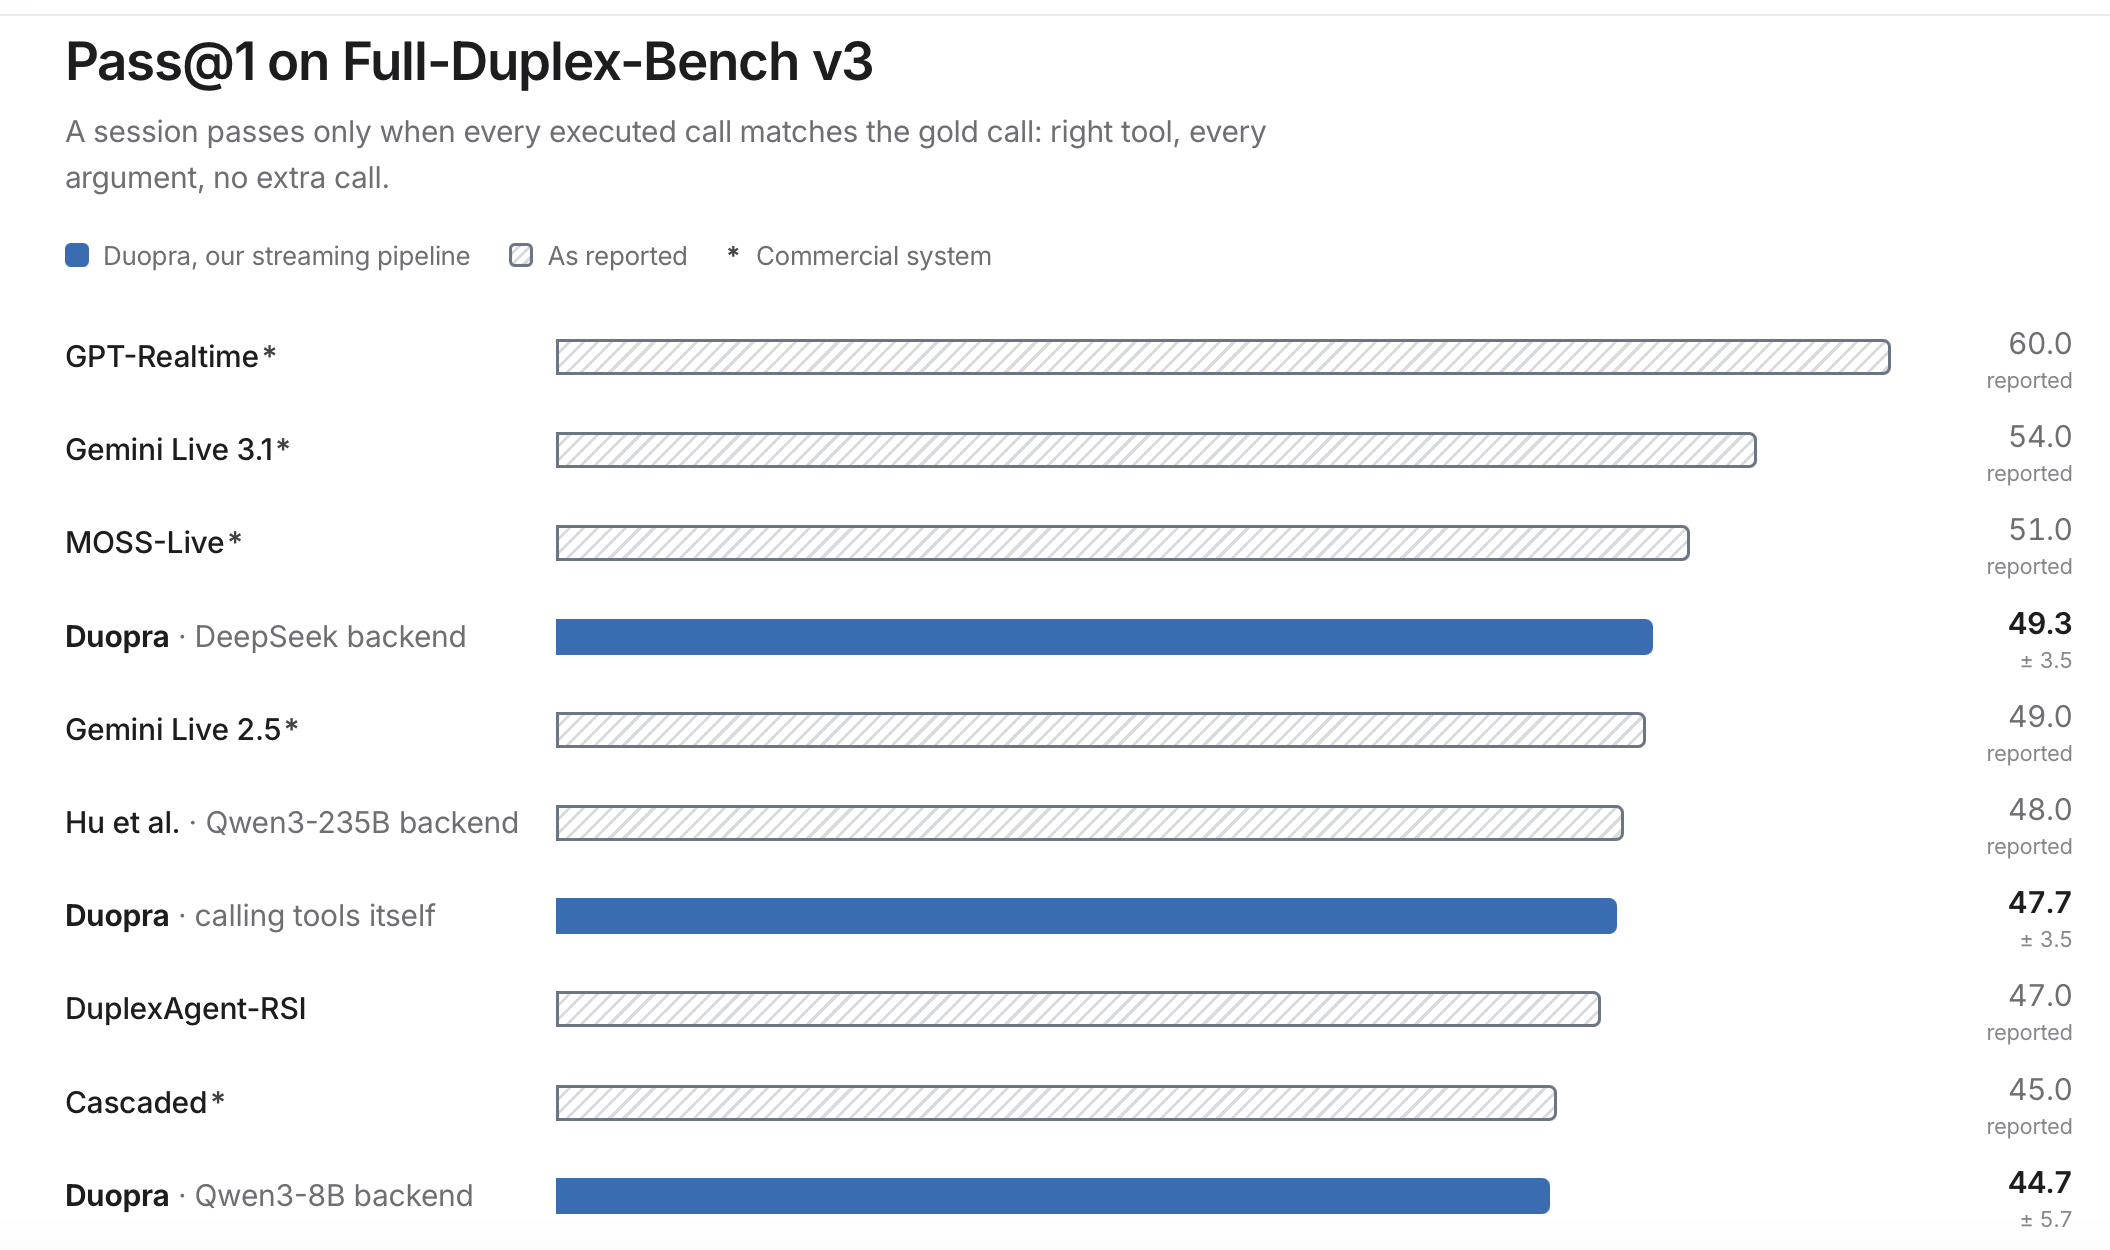 Pass@1 on Full-Duplex-Bench v3
A session passes only when every executed call matches the gold call: right tool, every
argument, no extra call.
Duopra, our streaming pipeline As reported * Commercial system
GPT-Realtime* 60.0
reported
Gemini Live 3.1* 54.0
reported
MOSS-Live* 51.0
reported
Duopra · DeepSeek backend 49.3
± 3.5
Gemini Live 2.5* 49.0
reported
Hu et al. · Qwen3-235B backend 48.0
reported
Duopra · calling tools itself 47.7
± 3.5
DuplexAgent-RSI 47.0
reported
Cascaded* 45.0
reported
Duopra · Qwen3-8B backend 44.7
± 5.7